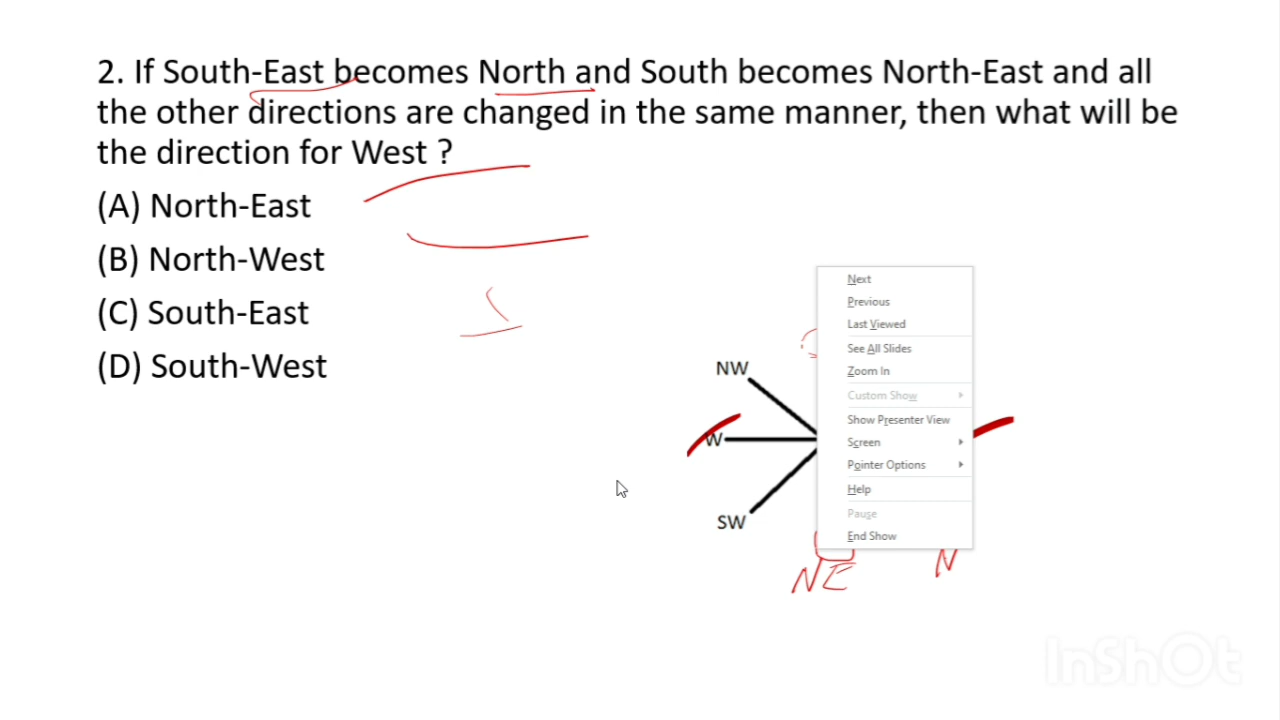 2. If South-East becomes North and South becomes North-East and all
the other directions are changed in the same manner, then what will be
the direction for West ?
(A) North-East
(B) North-West
(C) South-East
(D) South-West
Next
Previous
Last Viewed
See All Slides
Zoom In
Custom Show
Show Presenter View
Screen
Pointer Options
Help
Pause
End Show
NW
W
SW
NE
N
InShOt